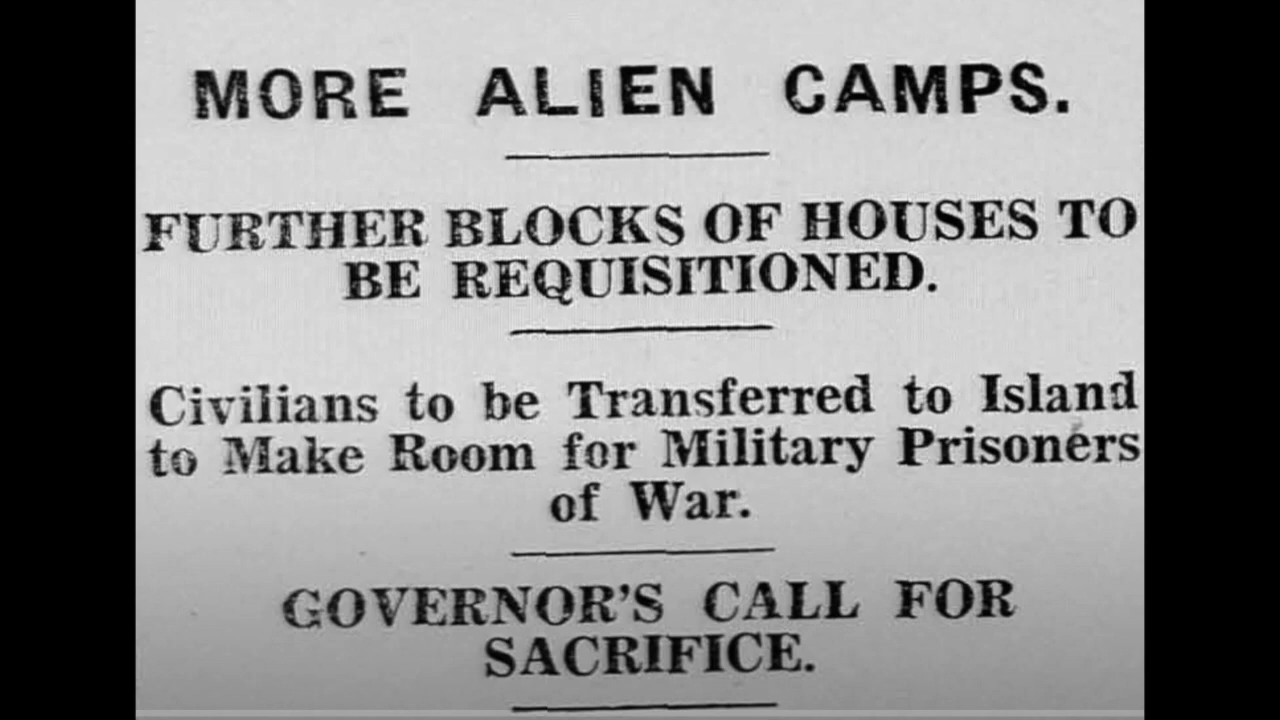 MORE ALIEN CAMPS.
FURTHER BLOCKS OF HOUSES TO
BE REQUISITIONED.
Civilians to be Transferred to Island
to Make Room for Military Prisoners
of War.
GOVERNOR'S CALL FOR
SACRIFICE.